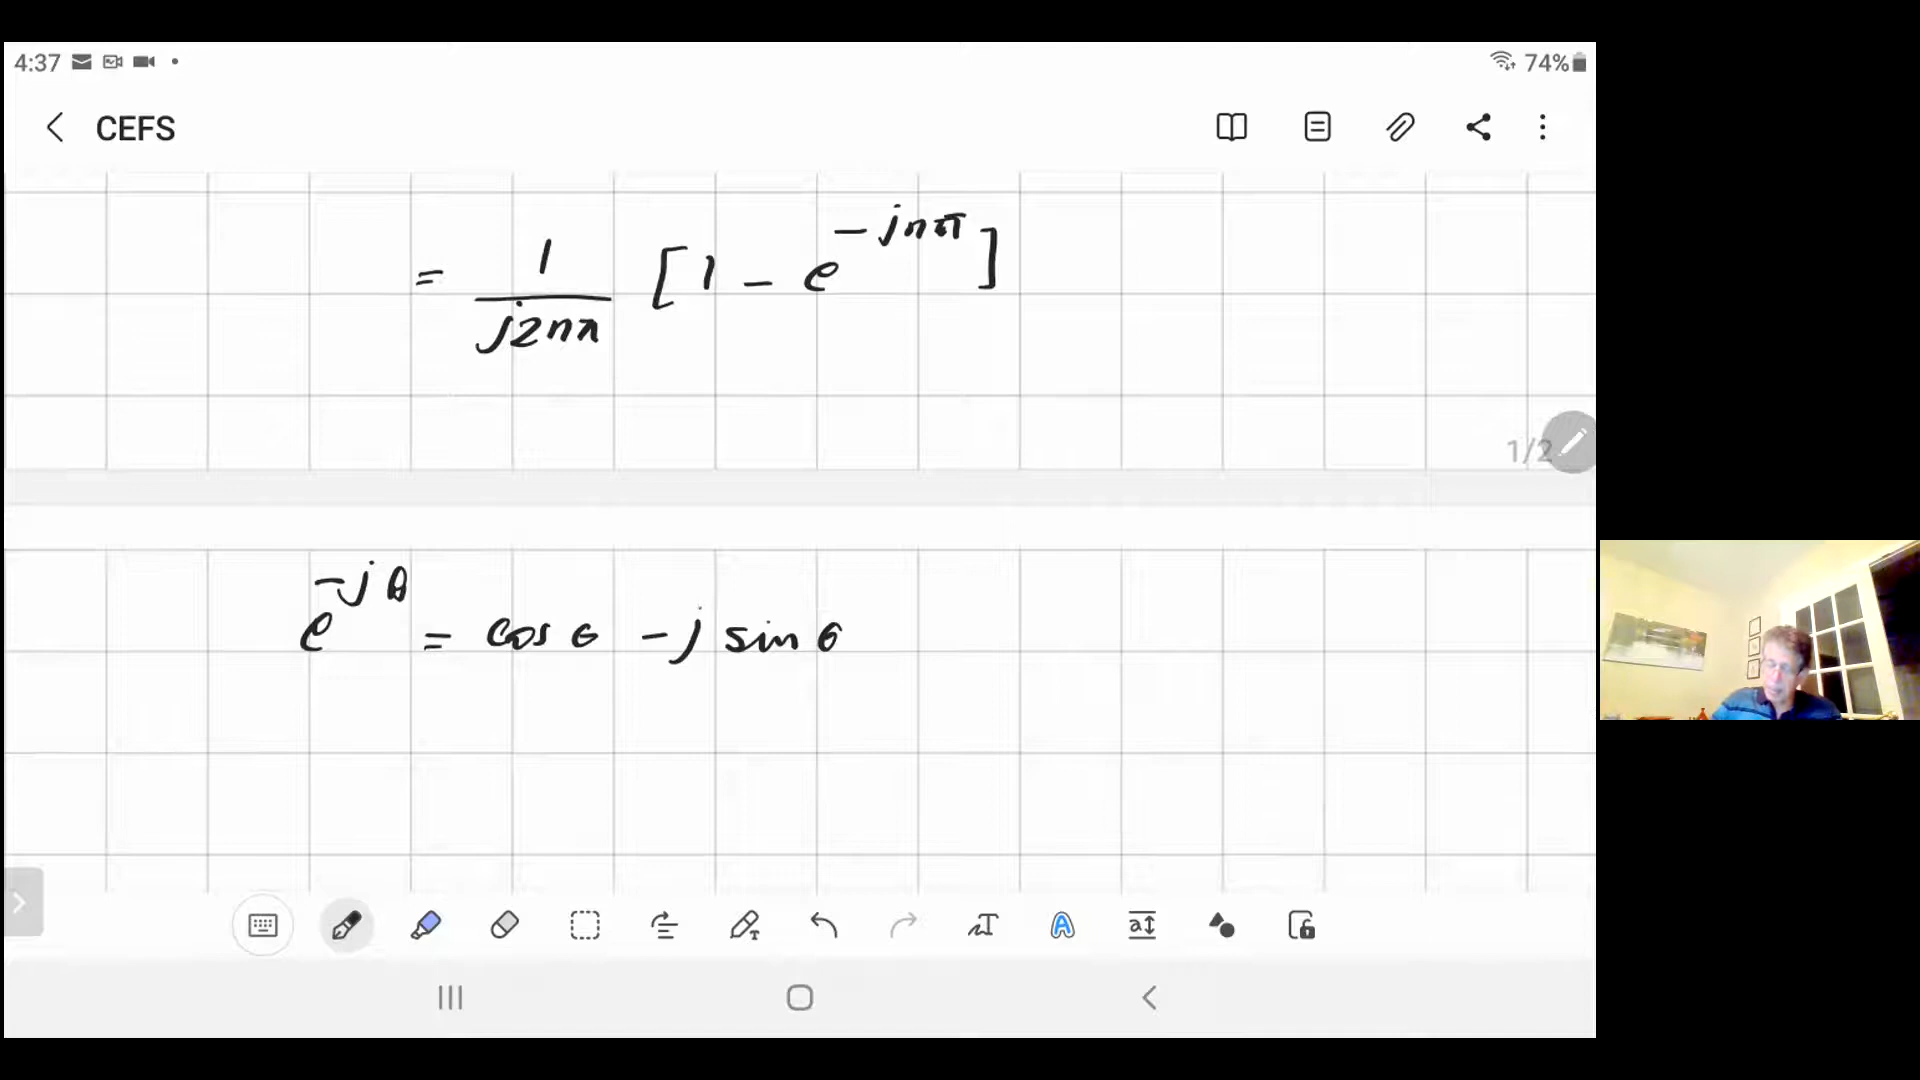 4:37 74%
CEFS
= 1/j2nπ [1 - e^-jnπ]
1/2
e^-jθ = cos θ - j sin θ